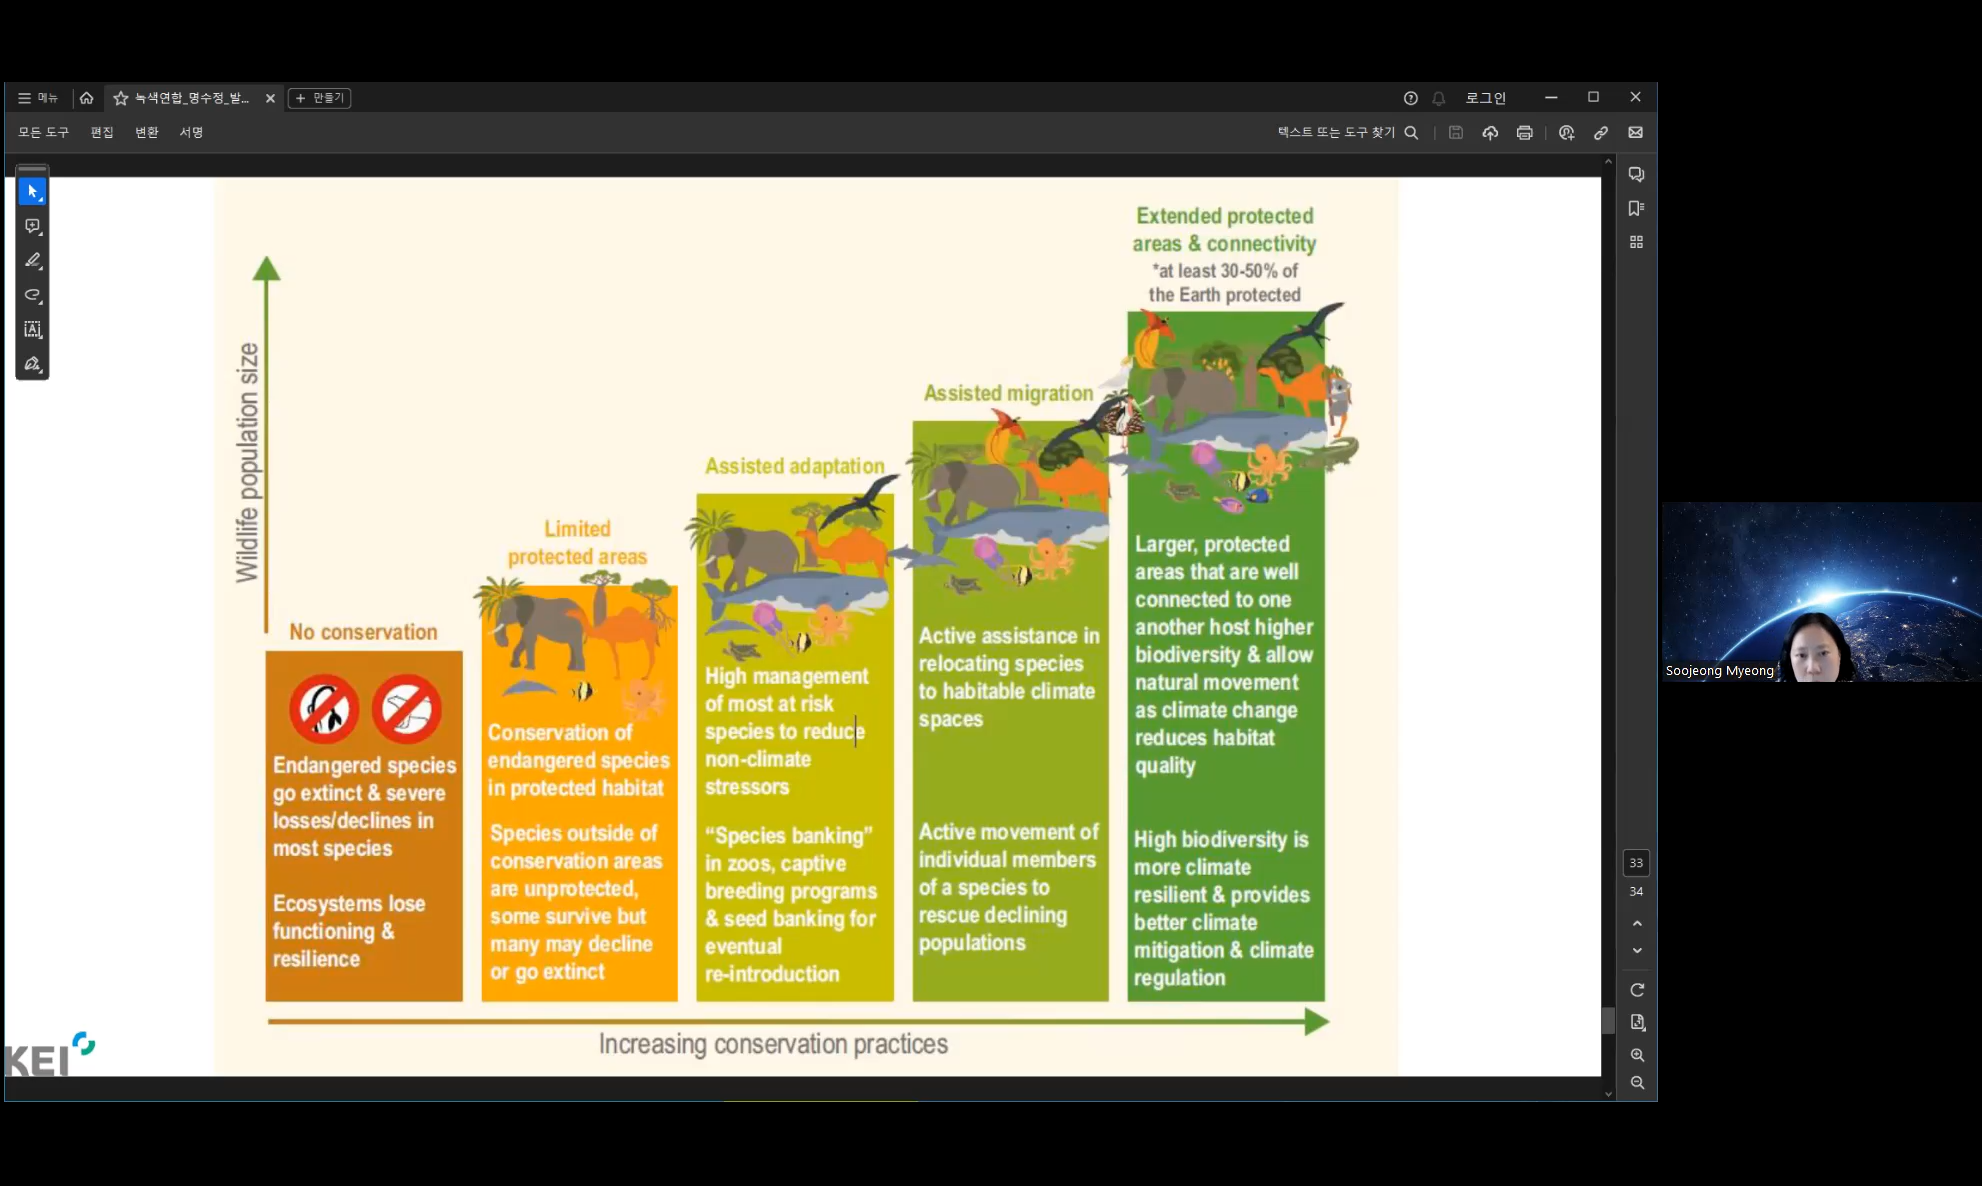 메뉴
녹색연합_명수정_발...
만들기
로그인
모든 도구
편집
변환
서명
텍스트 또는 도구 찾기
Extended protected
areas & connectivity
*at least 30-50% of
the Earth protected
Assisted migration
Assisted adaptation
Limited
protected areas
No conservation
Wildlife population size
Endangered species
go extinct & severe
losses/declines in
most species
Ecosystems lose
functioning &
resilience
Conservation of
endangered species
in protected habitat
Species outside of
conservation areas
are unprotected,
some survive but
many may decline
or go extinct
High management
of most at risk
species to reduce
non-climate
stressors
“Species banking”
in zoos, captive
breeding programs
& seed banking for
eventual
re-introduction
Active assistance in
relocating species
to habitable climate
spaces
Active movement of
individual members
of a species to
rescue declining
populations
Larger, protected
areas that are well
connected to one
another host higher
biodiversity & allow
natural movement
as climate change
reduces habitat
quality
High biodiversity is
more climate
resilient & provides
better climate
mitigation & climate
regulation
Increasing conservation practices
KEI
33
34
Soojeong Myeong